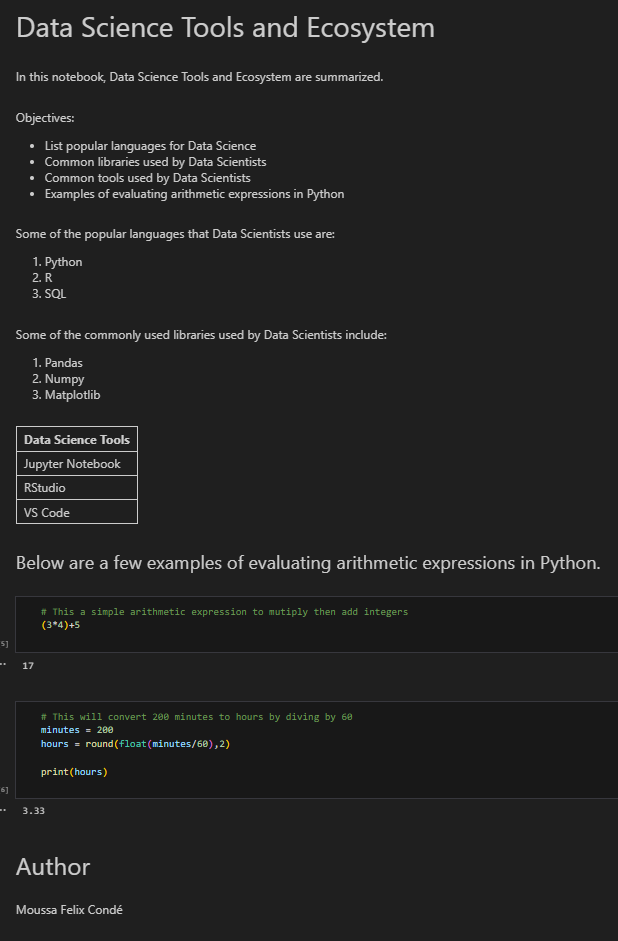 Data Science Tools and Ecosystem
In this notebook, Data Science Tools and Ecosystem are summarized.
Objectives:
• List popular languages for Data Science
• Common libraries used by Data Scientists
• Common tools used by Data Scientists
• Examples of evaluating arithmetic expressions in Python
Some of the popular languages that Data Scientists use are:
1. Python
2. R
3. SQL
Some of the commonly used libraries used by Data Scientists include:
1. Pandas
2. Numpy
3. Matplotlib
Data Science Tools
Jupyter Notebook
RStudio
VS Code
Below are a few examples of evaluating arithmetic expressions in Python.
# This a simple arithmetic expression to mutiply then add integers
(3*4)+5
5]
17
# This will convert 200 minutes to hours by diving by 60
minutes = 200
hours = round(float(minutes/60),2)
print(hours)
6]
3.33
Author
Moussa Felix Condé